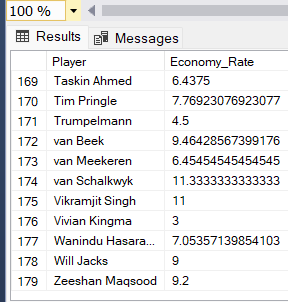 100 %
Results Messages
Player Economy_Rate
169 Taskin Ahmed 6.4375
170 Tim Pringle 7.76923076923077
171 Trumpelmann 4.5
172 van Beek 9.46428567399176
173 van Meekeren 6.45454545454545
174 van Schalkwyk 11.3333333333333
175 Vikramjit Singh 11
176 Vivian Kingma 3
177 Wanindu Hasara... 7.05357139854103
178 Will Jacks 9
179 Zeeshan Maqsood 9.2